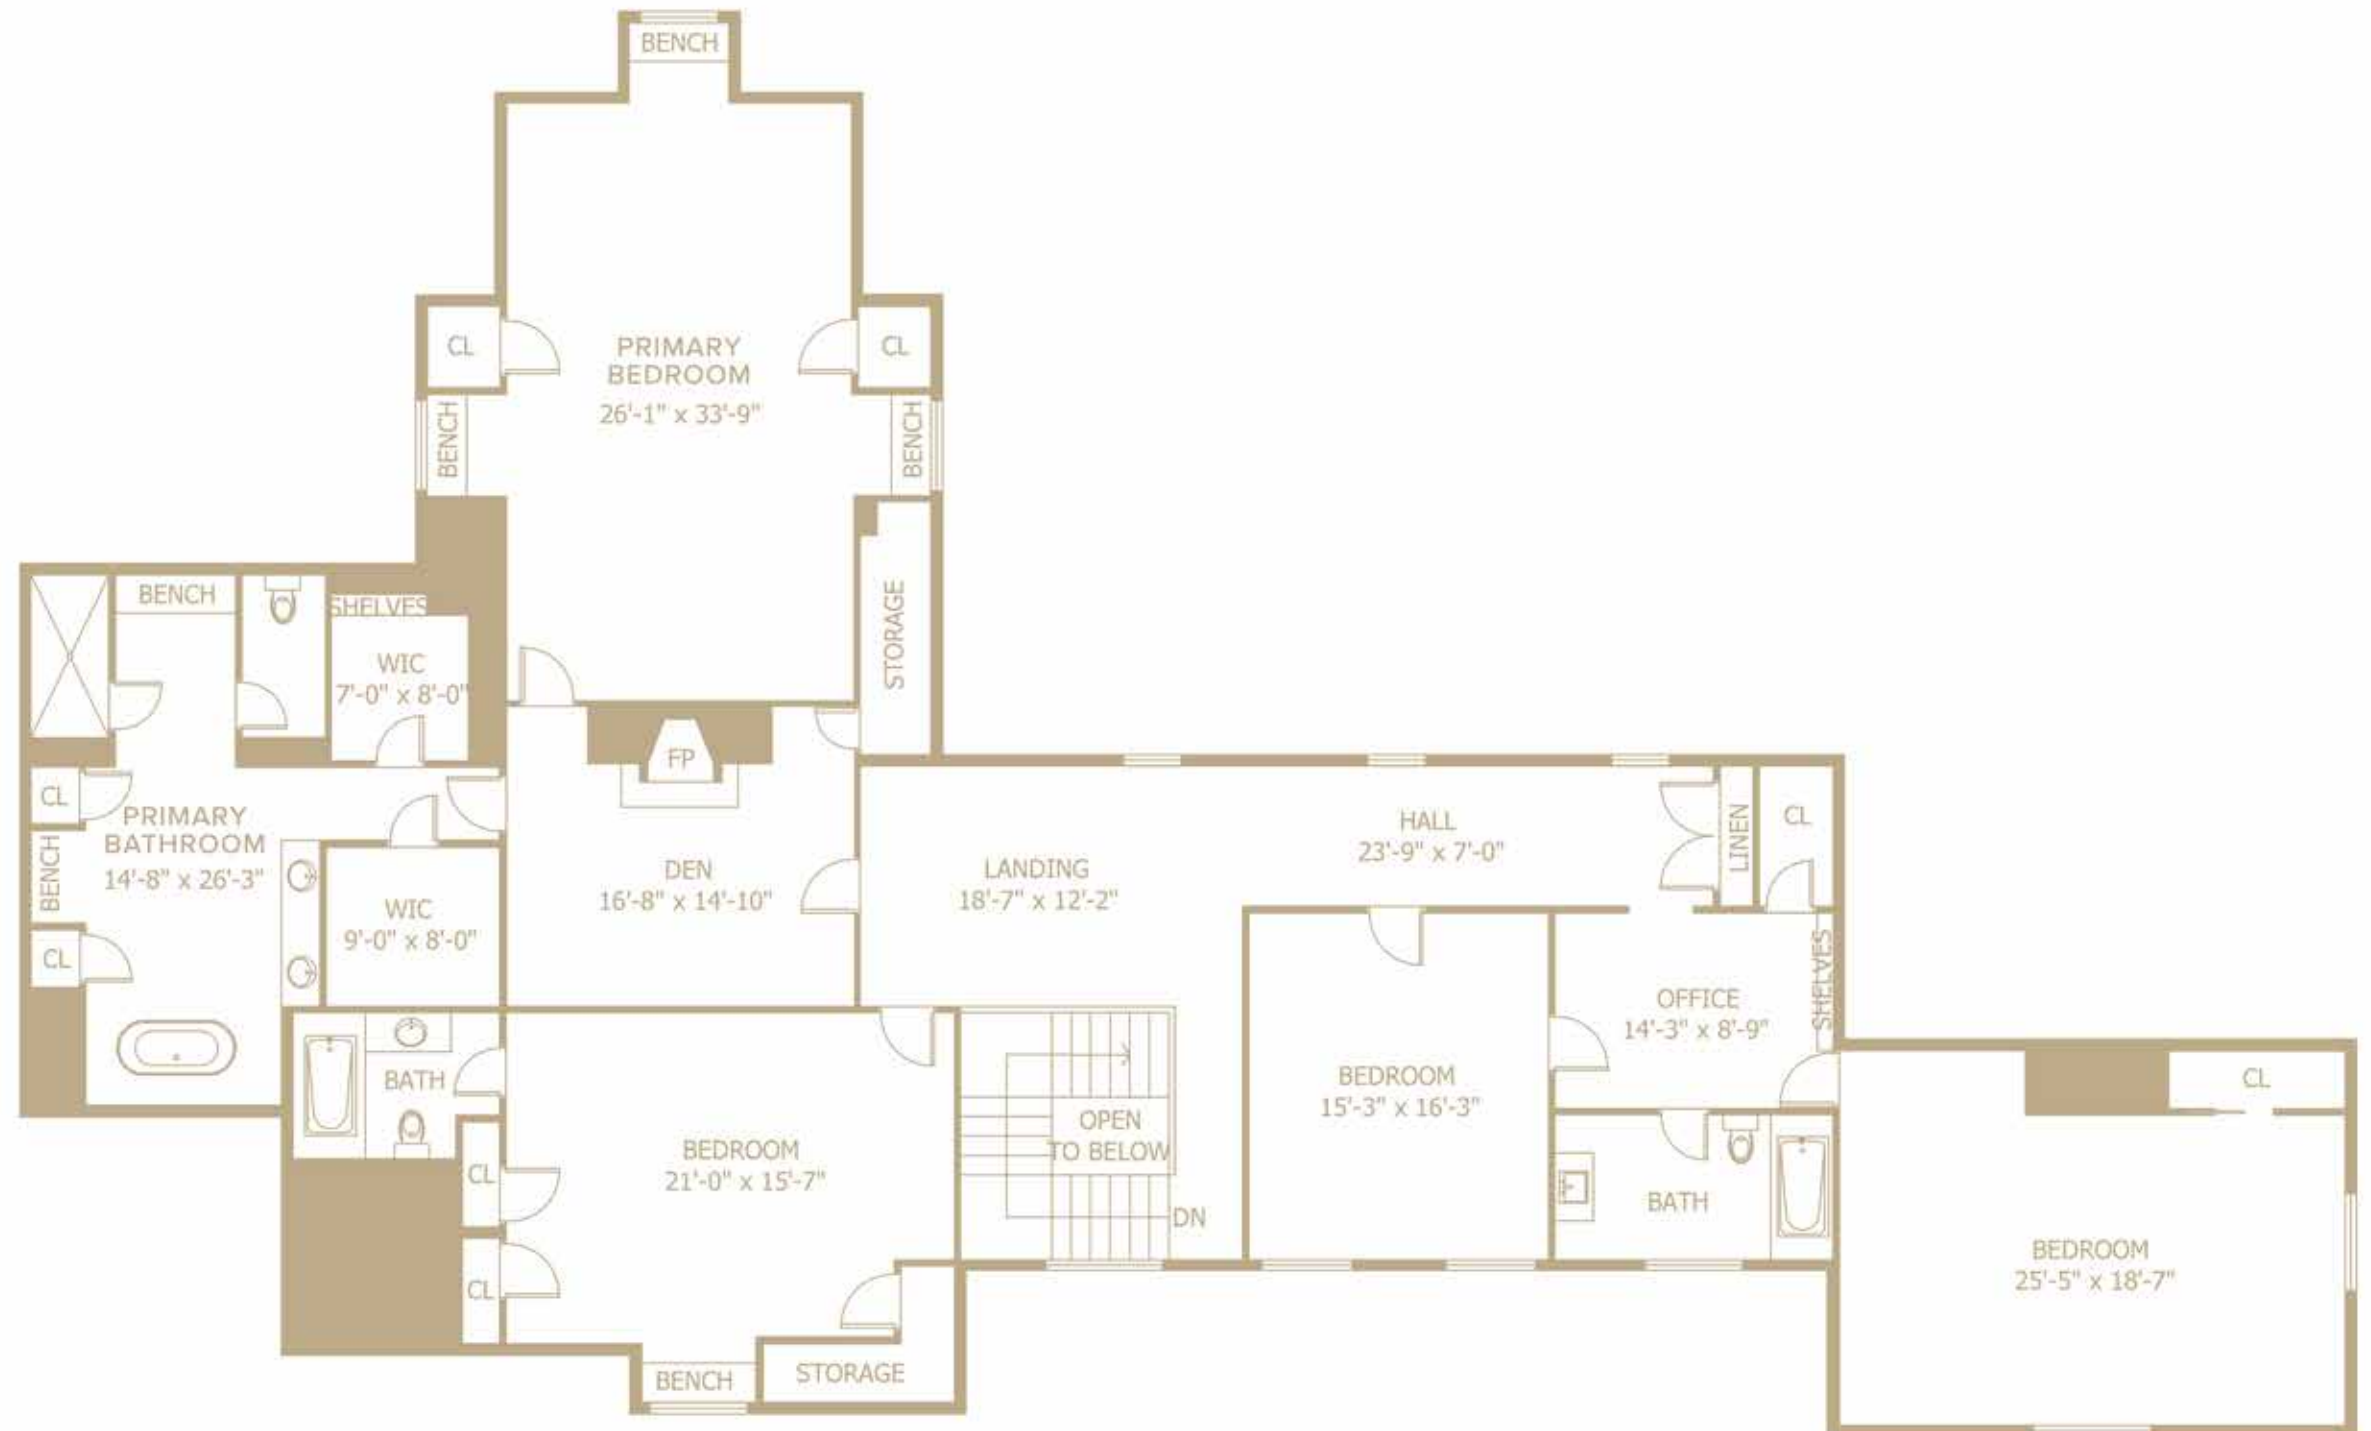 BENCH
CL
PRIMARY
BEDROOM
26'-1" x 33'-9"
CL
BENCH
BENCH
STORAGE
BENCH
SHELVES
WIC
7'-0" x 8'-0"
FP
CL
PRIMARY
BATHROOM
14'-8" x 26'-3"
BENCH
CL
WIC
9'-0" x 8'-0"
DEN
16'-8" x 14'-10"
LANDING
18'-7" x 12'-2"
HALL
23'-9" x 7'-0"
LINEN
CL
OFFICE
14'-3" x 8'-9"
SHELVES
BATH
CL
CL
BEDROOM
21'-0" x 15'-7"
OPEN
TO BELOW
DN
BEDROOM
15'-3" x 16'-3"
BATH
CL
BEDROOM
25'-5" x 18'-7"
BENCH
STORAGE